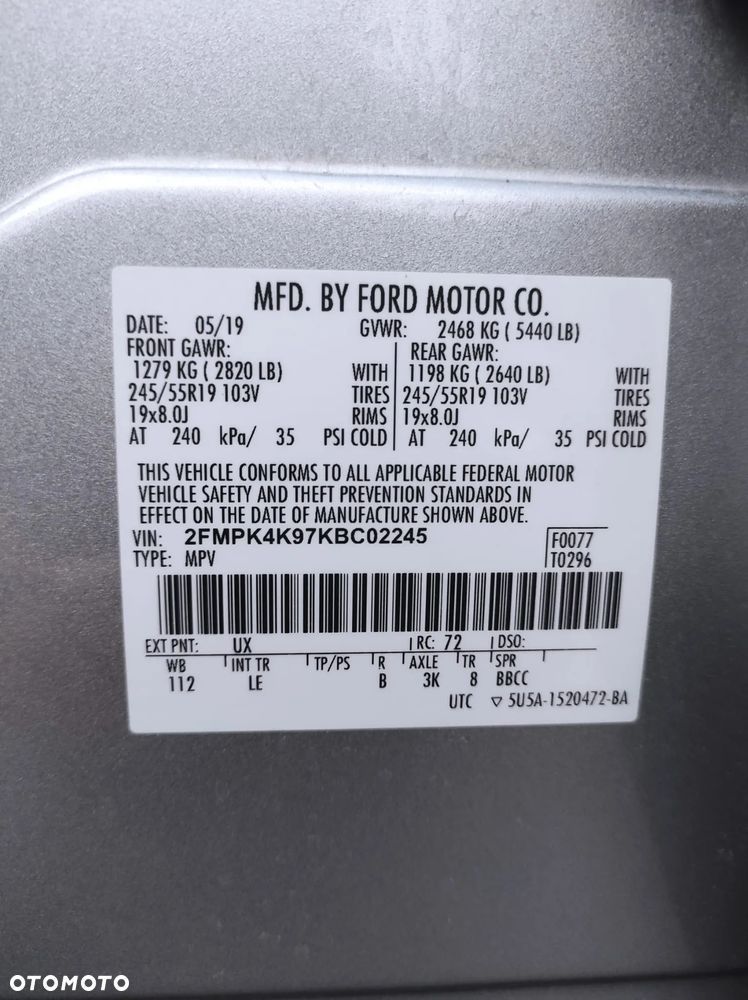 MFD. BY FORD MOTOR CO.
DATE: 05/19 GVWR: 2468 KG ( 5440 LB)
FRONT GAWR: REAR GAWR:
1279 KG ( 2820 LB) WITH 1198 KG ( 2640 LB) WITH
245/55R19 103V TIRES 245/55R19 103V TIRES
19x8.0J RIMS 19x8.0J RIMS
AT 240 kPa/ 35 PSI COLD AT 240 kPa/ 35 PSI COLD
THIS VEHICLE CONFORMS TO ALL APPLICABLE FEDERAL MOTOR
VEHICLE SAFETY AND THEFT PREVENTION STANDARDS IN
EFFECT ON THE DATE OF MANUFACTURE SHOWN ABOVE.
VIN: 2FMPK4K97KBC02245 F0077
TYPE: MPV T0296
EXT PNT: UX RC: 72 DSO:
WB INT TR TP/PS R AXLE TR SPR
112 LE B 3K 8 BBCC
UTC ▽ 5U5A-1520472-BA
OTOMOTO